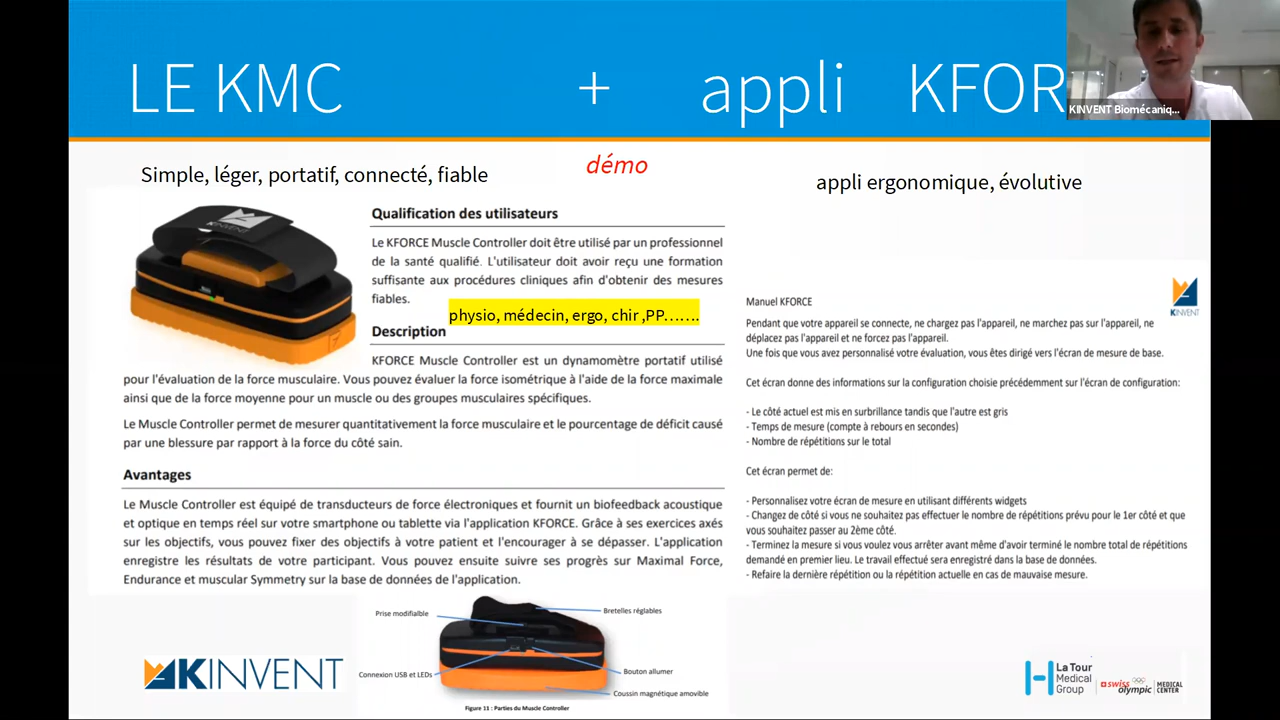 LE KMC + appli KFOR
KINVENT Biomécaniq...
démo
Simple, léger, portatif, connecté, fiable
appli ergonomique, évolutive
KINVENT
Qualification des utilisateurs
Le KFORCE Muscle Controller doit être utilisé par un professionnel
de la santé qualifié. L'utilisateur doit avoir reçu une formation
suffisante aux procédures cliniques afin d'obtenir des mesures
fiables.
physio, médecin, ergo, chir ,PP…….
Description
KFORCE Muscle Controller est un dynamomètre portatif utilisé
pour l'évaluation de la force musculaire. Vous pouvez évaluer la force isométrique à l'aide de la force maximale
ainsi que de la force moyenne pour un muscle ou des groupes musculaires spécifiques.
Le Muscle Controller permet de mesurer quantitativement la force musculaire et le pourcentage de déficit causé
par une blessure par rapport à la force du côté sain.
Avantages
Le Muscle Controller est équipé de transducteurs de force électroniques et fournit un biofeedback acoustique
et optique en temps réel sur votre smartphone ou tablette via l'application KFORCE. Grâce à ses exercices axés
sur les objectifs, vous pouvez fixer des objectifs à votre patient et l'encourager à se dépasser. L'application
enregistre les résultats de votre participant. Vous pouvez ensuite suivre ses progrès sur Maximal Force,
Endurance et muscular Symmetry sur la base de données de l'application.
KINVENT
Manuel KFORCE
Pendant que votre appareil se connecte, ne chargez pas l'appareil, ne marchez pas sur l'appareil, ne
déplacez pas l'appareil et ne forcez pas l'appareil.
Une fois que vous avez personnalisé votre évaluation, vous êtes dirigé vers l'écran de mesure de base.
Cet écran donne des informations sur la configuration choisie précédemment sur l'écran de configuration:
- Le côté actuel est mis en surbrillance tandis que l'autre est gris
- Temps de mesure (compte à rebours en secondes)
- Nombre de répétitions sur le total
Cet écran permet de:
- Personnalisez votre écran de mesure en utilisant différents widgets
- Changez de côté si vous ne souhaitez pas effectuer le nombre de répétitions prévu pour le 1er côté et que
vous souhaitez passer au 2ème côté.
- Terminez la mesure si vous voulez vous arrêter avant même d'avoir terminé le nombre total de répétitions
demandé en premier lieu. Le travail effectué sera enregistré dans la base de données.
- Refaire la dernière répétition ou la répétition actuelle en cas de mauvaise mesure.
Prise modifialble
Bretelles réglables
Connexion USB et LEDs
Bouton allumer
Coussin magnétique amovible
Figure 11 : Parties du Muscle Controller
KINVENT
La Tour
Medical
Group
swiss olympic
MEDICAL
CENTER